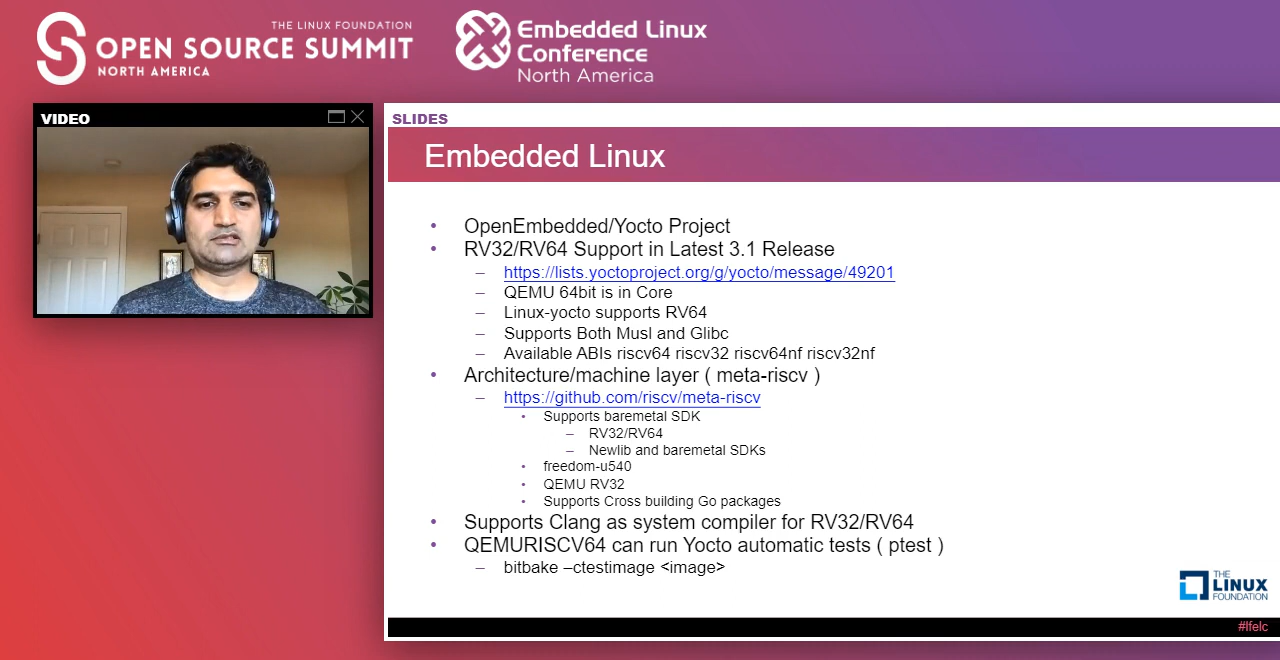 THE LINUX FOUNDATION
OPEN SOURCE SUMMIT
NORTH AMERICA
Embedded Linux
Conference
North America
VIDEO
SLIDES
Embedded Linux
• OpenEmbedded/Yocto Project
• RV32/RV64 Support in Latest 3.1 Release
– https://lists.yoctoproject.org/g/yocto/message/49201
– QEMU 64bit is in Core
– Linux-yocto supports RV64
– Supports Both Musl and Glibc
– Available ABIs riscv64 riscv32 riscv64nf riscv32nf
• Architecture/machine layer ( meta-riscv )
– https://github.com/riscv/meta-riscv
• Supports baremetal SDK
– RV32/RV64
– Newlib and baremetal SDKs
• freedom-u540
• QEMU RV32
• Supports Cross building Go packages
• Supports Clang as system compiler for RV32/RV64
• QEMURISCV64 can run Yocto automatic tests ( ptest )
– bitbake –ctestimage <image>
THE
LINUX
FOUNDATION
#lfelc